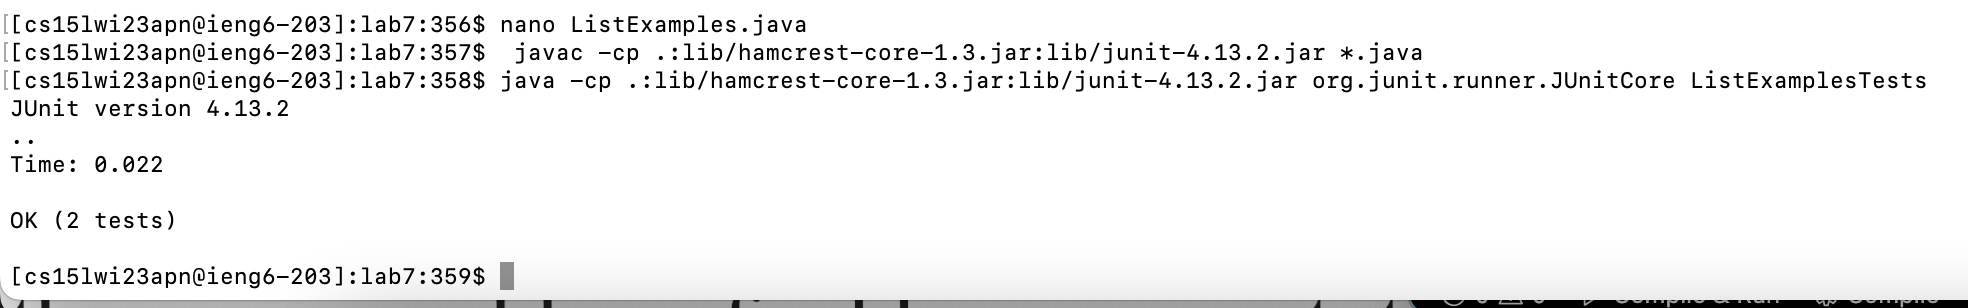 [[cs15lwi23apn@ieng6-203]:lab7:356$ nano ListExamples.java
[[cs15lwi23apn@ieng6-203]:lab7:357$  javac -cp .:lib/hamcrest-core-1.3.jar:lib/junit-4.13.2.jar *.java
[[cs15lwi23apn@ieng6-203]:lab7:358$ java -cp .:lib/hamcrest-core-1.3.jar:lib/junit-4.13.2.jar org.junit.runner.JUnitCore ListExamplesTests
JUnit version 4.13.2
..
Time: 0.022
OK (2 tests)
[cs15lwi23apn@ieng6-203]:lab7:359$